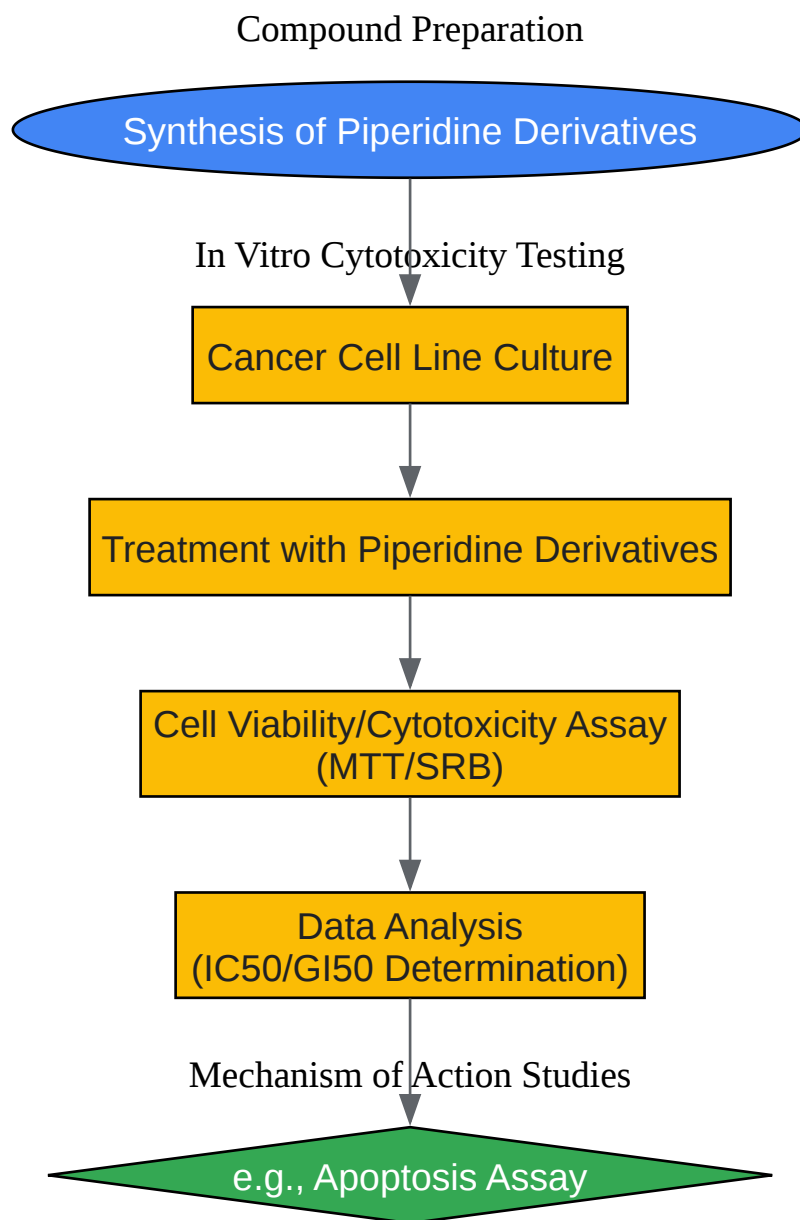 Compound Preparation
Synthesis of Piperidine Derivatives
In Vitro Cytotoxicity Testing
Cancer Cell Line Culture
Treatment with Piperidine Derivatives
Cell Viability/Cytotoxicity Assay
(MTT/SRB)
Data Analysis
(IC50/GI50 Determination)
Mechanism of Action Studies
e.g., Apoptosis Assay